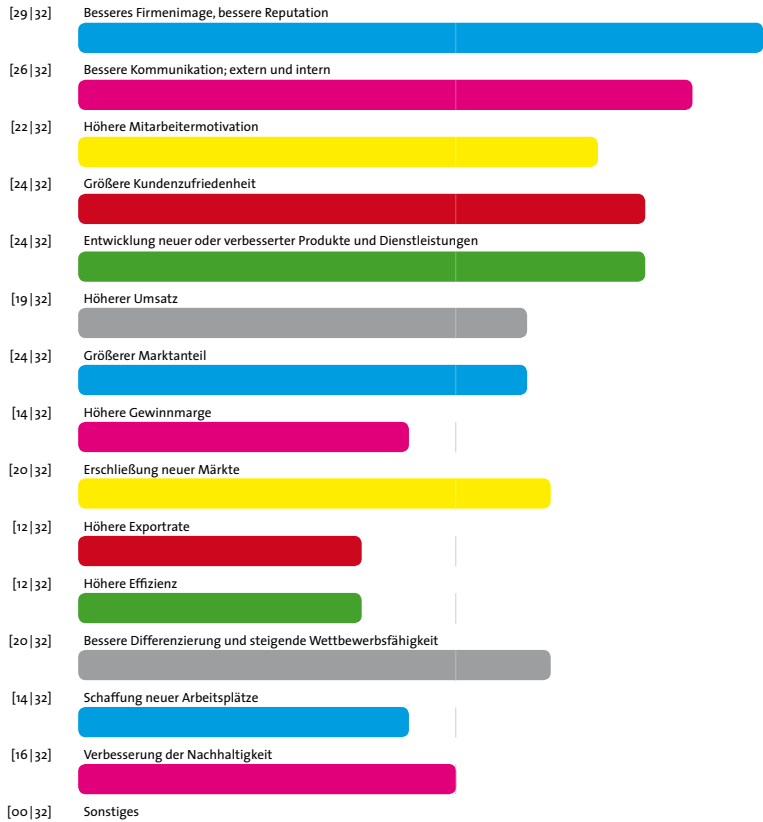 [29|32] Besseres Firmenimage, bessere Reputation
[26|32] Bessere Kommunikation; extern und intern
[22|32] Höhere Mitarbeitermotivation
[24|32] Größere Kundenzufriedenheit
[24|32] Entwicklung neuer oder verbesserter Produkte und Dienstleistungen
[19|32] Höherer Umsatz
[24|32] Größerer Marktanteil
[14|32] Höhere Gewinnmarge
[20|32] Erschließung neuer Märkte
[12|32] Höhere Exportrate
[12|32] Höhere Effizienz
[20|32] Bessere Differenzierung und steigende Wettbewerbsfähigkeit
[14|32] Schaffung neuer Arbeitsplätze
[16|32] Verbesserung der Nachhaltigkeit
[00|32] Sonstiges